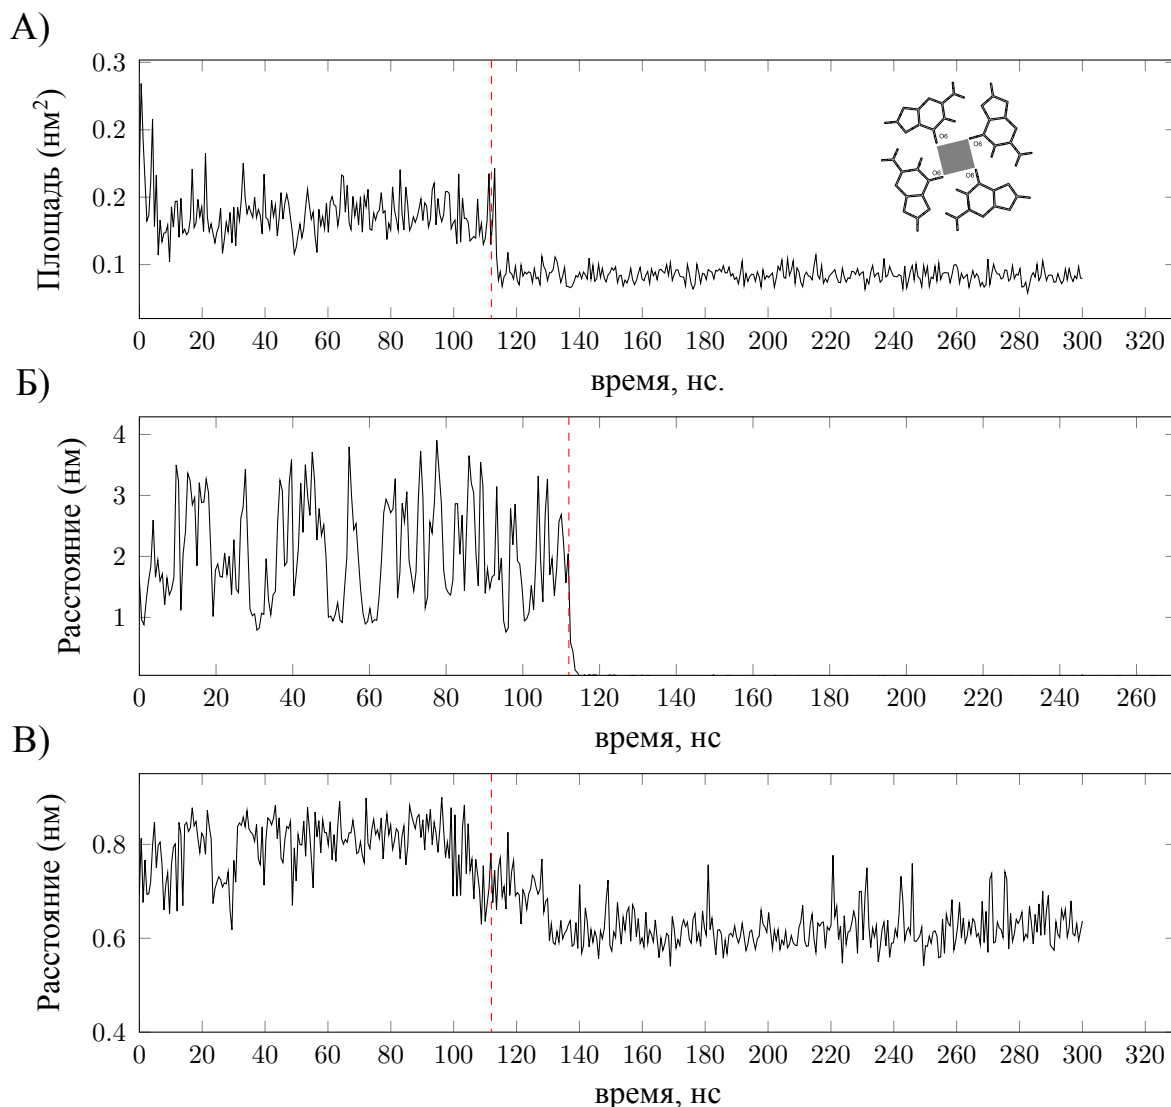 А)
Площадь (нм²)
0.3
0.2
0.2
0.1
O6
O6
O6
O6
0 20 40 60 80 100 120 140 160 180 200 220 240 260 280 300 320
время, нс.
Б)
Расстояние (нм)
4
3
2
1
0 20 40 60 80 100 120 140 160 180 200 220 240 260
время, нс
В)
Расстояние (нм)
0.8
0.6
0.4
0 20 40 60 80 100 120 140 160 180 200 220 240 260 280 300 320
время, нс